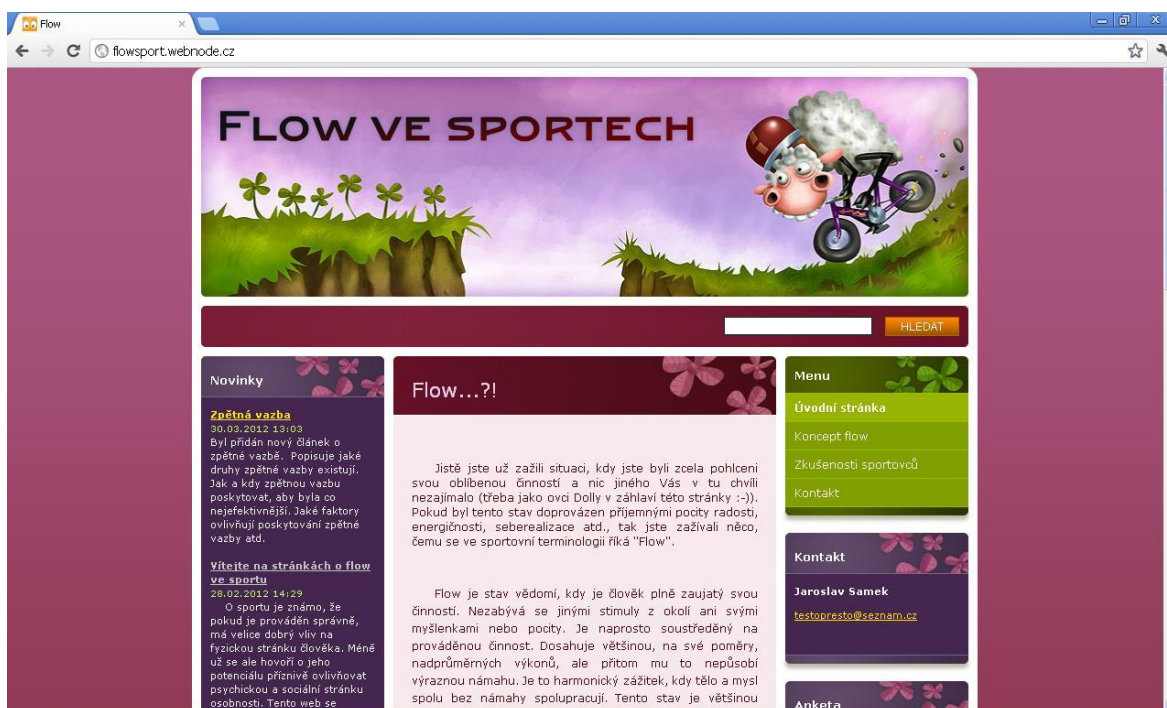 Flow
flowsport.webnode.cz
FLOW VE SPORTECH
HLEDAT
Novinky
Zpětná vazba
30.03.2012 13:03
Byl přidán nový článek o
zpětné vazbě. Popisuje jaké
druhy zpětné vazby existují.
Jak a kdy zpětnou vazbu
poskytovat, aby byla co
nejefektivnější. Jaké faktory
ovlivňují poskytování zpětné
vazby atd.
Vítejte na stránkách o flow
ve sportu
28.02.2012 14:29
O sportu je známo, že
pokud je prováděn správně,
má velice dobrý vliv na
fyzickou stránku člověka. Méně
už se ale hovoří o jeho
potenciálu příznivě ovlivňovat
psychickou a sociální stránku
osobnosti. Tento web se
Flow...?!
Jistě jste už zažili situaci, kdy jste byli zcela pohlceni
svou oblíbenou činností a nic jiného Vás v tu chvíli
nezajímalo (třeba jako ovci Dolly v záhlaví této stránky :-)).
Pokud byl tento stav doprovázen příjemnými pocity radosti,
energičnosti, seberealizace atd., tak jste zažívali něco,
čemu se ve sportovní terminologii říká "Flow".
Flow je stav vědomí, kdy je člověk plně zaujatý svou
činností. Nezabývá se jinými stimuly z okolí ani svými
myšlenkami nebo pocity. Je naprosto soustředěný na
prováděnou činnost. Dosahuje většinou, na své poměry,
nadprůměrných výkonů, ale přitom mu to nepůsobí
výraznou námahu. Je to harmonický zážitek, kdy tělo a mysl
spolu bez námahy spolupracují. Tento stav je většinou
Menu
Úvodní stránka
Koncept flow
Zkušenosti sportovců
Kontakt
Kontakt
Jaroslav Samek
testopresto@seznam.cz
Anketa